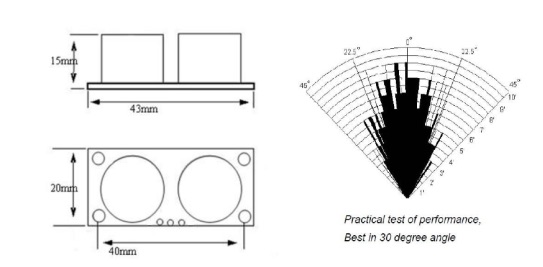 15mm
43mm
20mm
40mm
0°
22.5°
22.5°
45°
45°
10'
9'
8'
7'
6'
5'
4'
3'
2'
1'
Practical test of performance,
Best in 30 degree angle